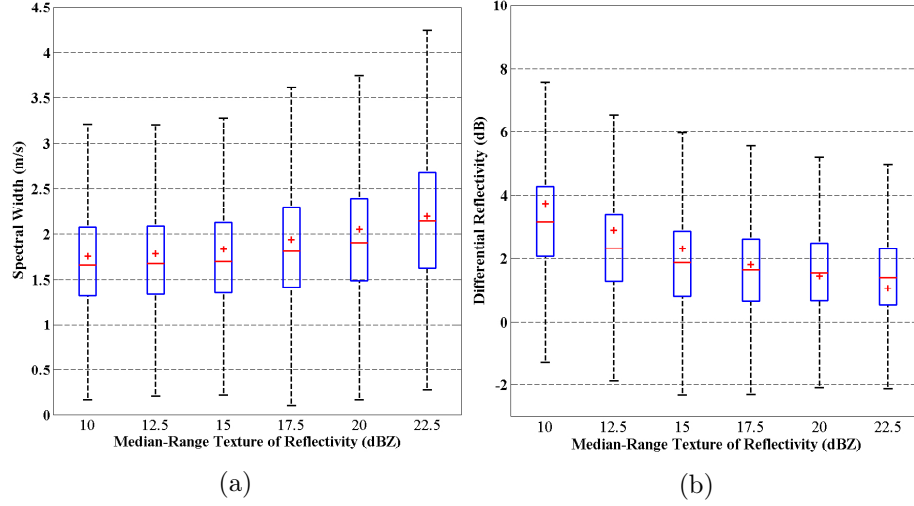 4.5
4
3.5
3
2.5
2
1.5
1
0.5
0
Spectral Width (m/s)
10 12.5 15 17.5 20 22.5
Median-Range Texture of Reflectivity (dBZ)
(a)
10
8
6
4
2
0
-2
Differential Reflectivity (dB)
10 12.5 15 17.5 20 22.5
Median-Range Texture of Reflectivity (dBZ)
(b)